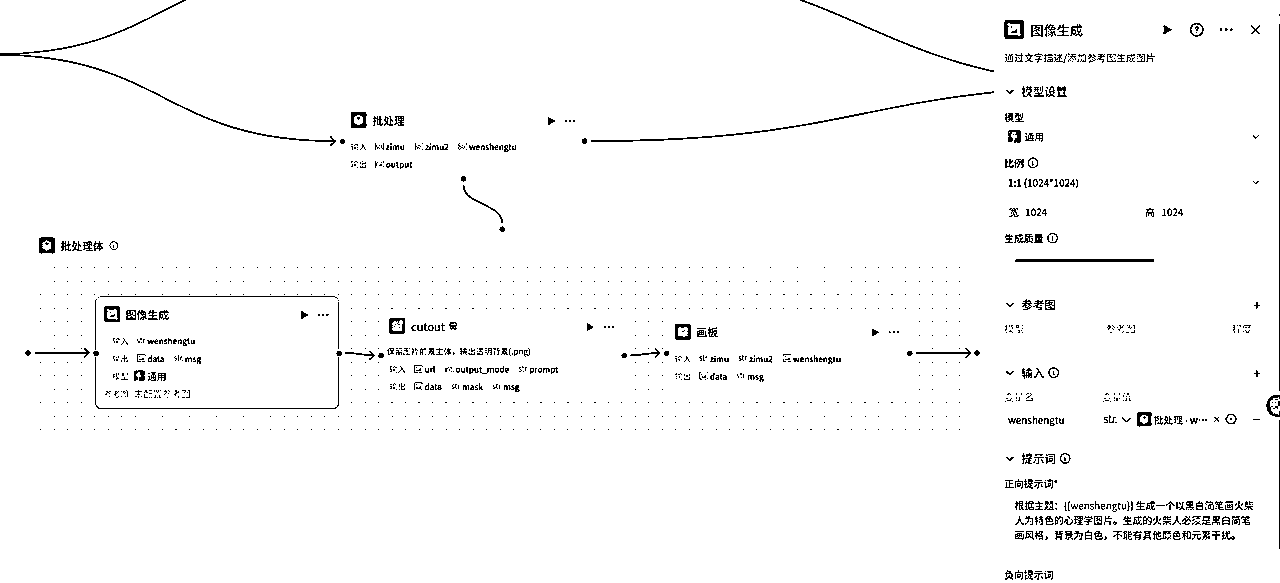 批处理
输入 zimu zimu2 wenshengtu
输出 output
批处理体
图像生成
输入 str. wenshengtu
输出 data str. msg
模型 通用
参考图 未配置参考图
cutout
保留图片前景主体，输出透明背景(.png)
输入 url str. output_mode str. prompt
输出 data str. mask str. msg
画板
输入 str. zimu str. zimu2 wenshengtu
输出 data str. msg
图像生成
通过文字描述/添加参考图生成图片
模型设置
模型
通用
比例
1:1 (1024*1024)
宽 1024 高 1024
生成质量
参考图 +
模型 参考图 程度
输入 +
变量名 变量值
wenshengtu str. 批处理 - w···
提示词
正向提示词*
根据主题：{{wenshengtu}} 生成一个以黑白简笔画火柴
人为特色的心理学图片。生成的火柴人必须是黑白简笔
画风格，背景为白色，不能有其他颜色和元素干扰。
负向提示词